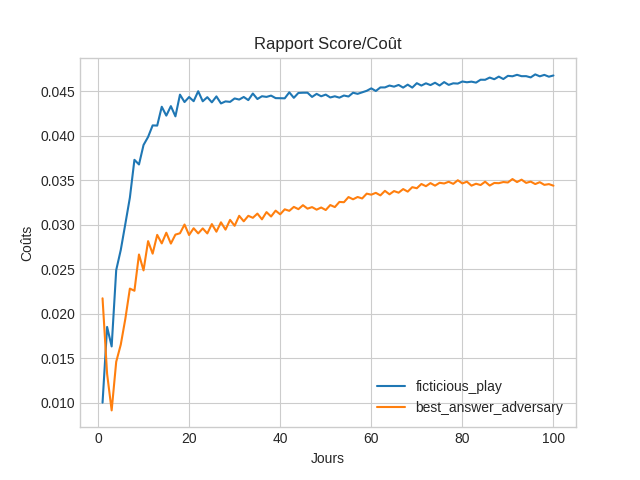 Rapport Score/Coût
Coûts
0.045
0.040
0.035
0.030
0.025
0.020
0.015
0.010
ficticious_play
best_answer_adversary
0 20 40 60 80 100
Jours